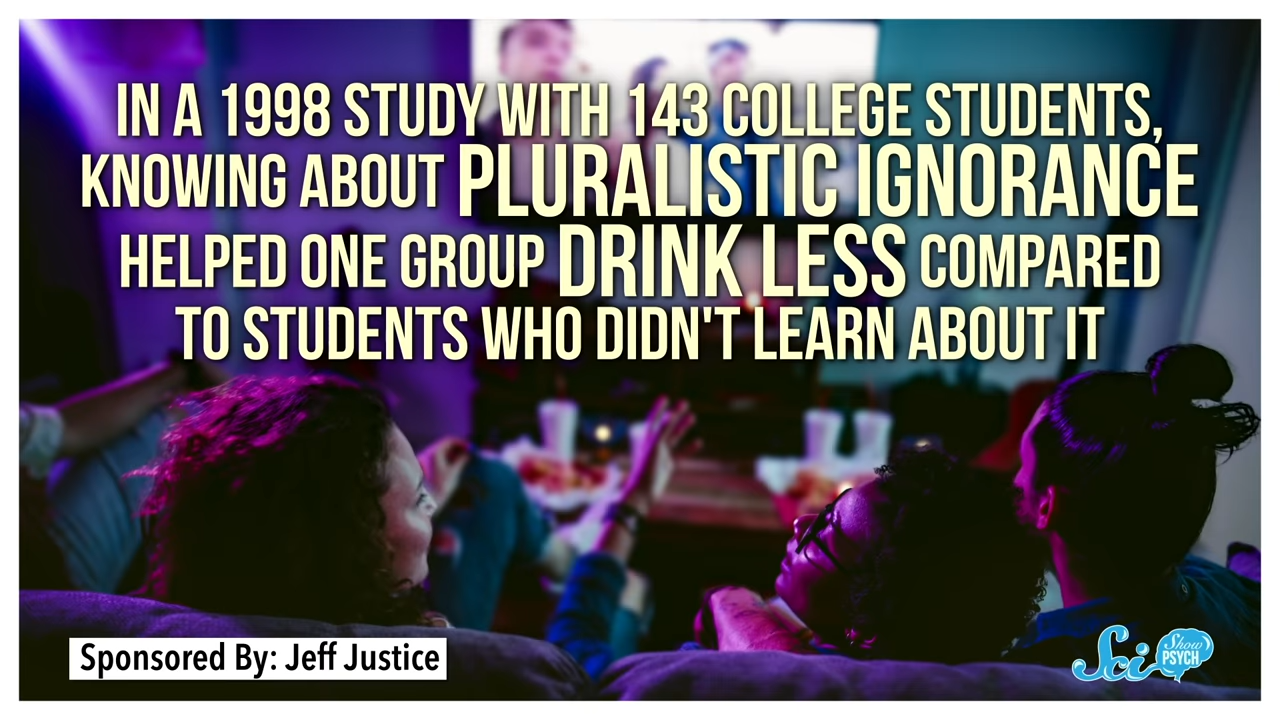 IN A 1998 STUDY WITH 143 COLLEGE STUDENTS,
KNOWING ABOUT PLURALISTIC IGNORANCE
HELPED ONE GROUP DRINK LESS COMPARED
TO STUDENTS WHO DIDN'T LEARN ABOUT IT
Sponsored By: Jeff Justice
Sci Show
PSYCH